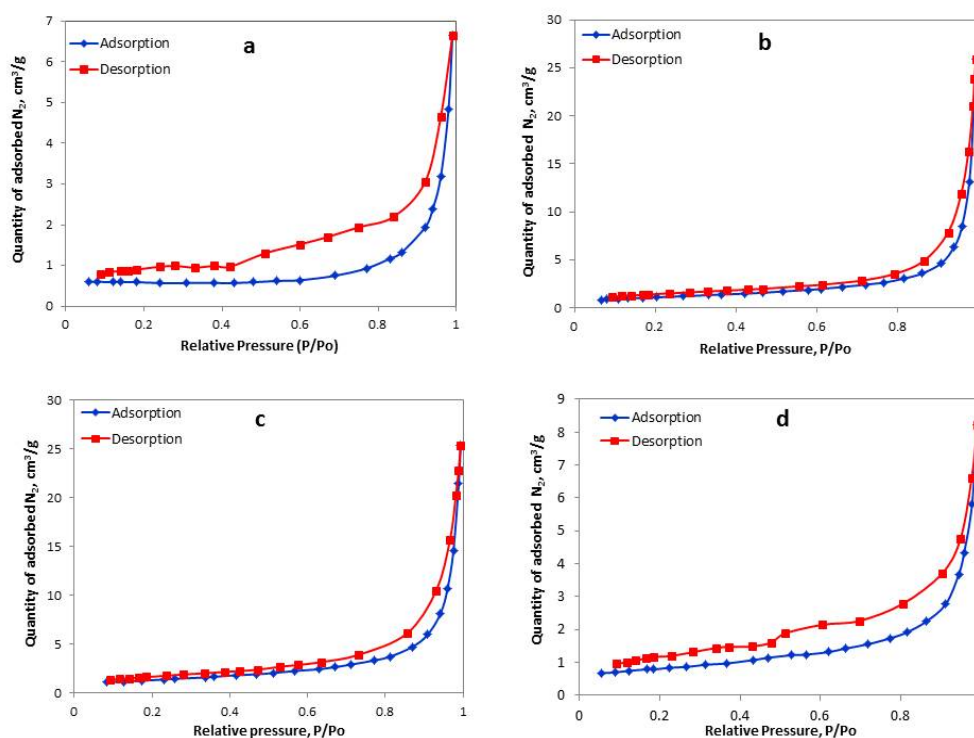 a
Adsorption
Desorption
Quantity of adsorbed N₂, cm³/g
7
6
5
4
3
2
1
0
0 0.2 0.4 0.6 0.8 1
Relative Pressure (P/Po)
b
Adsorption
Desorption
Quantity of adsorbed N₂, cm³/g
30
25
20
15
10
5
0
0 0.2 0.4 0.6 0.8
Relative Pressure, P/Po
c
Adsorption
Desorption
Quantity of adsorbed N₂, cm³/g
30
25
20
15
10
5
0
0 0.2 0.4 0.6 0.8 1
Relative pressure, P/Po
d
Adsorption
Desorption
Quantity of adsorbed N₂, cm³/g
9
8
7
6
5
4
3
2
1
0
0 0.2 0.4 0.6 0.8
Relative Pressure, P/Po